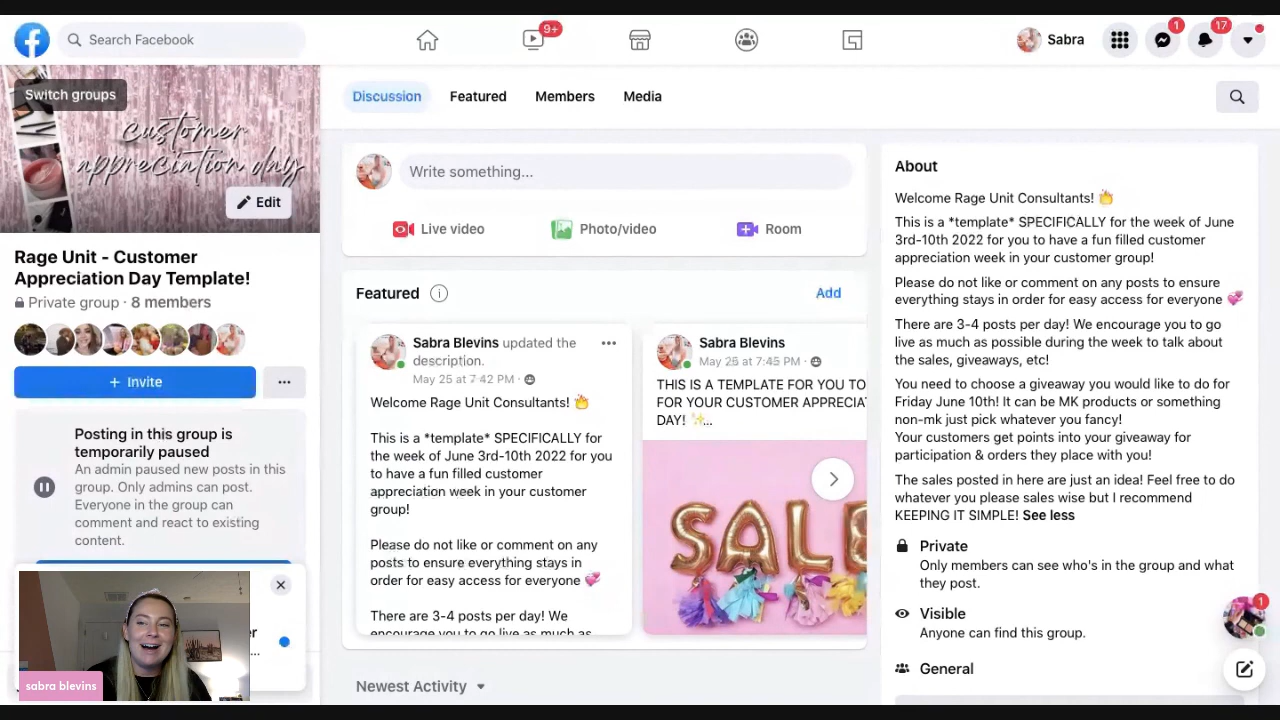 Search Facebook
9+
Sabra
1
17
Switch groups
customer
appreciation day
Edit
Rage Unit - Customer
Appreciation Day Template!
Private group · 8 members
+ Invite
Posting in this group is
temporarily paused
An admin paused new posts in this
group. Only admins can post.
Everyone in the group can
comment and react to existing
content.
sabra blevins
Discussion
Featured
Members
Media
Write something...
Live video
Photo/video
Room
Featured
Add
Sabra Blevins updated the
description.
May 25 at 7:42 PM ·
Welcome Rage Unit Consultants! 👏
This is a *template* SPECIFICALLY for
the week of June 3rd-10th 2022 for you
to have a fun filled customer
appreciation week in your customer
group!
Please do not like or comment on any
posts to ensure everything stays in
order for easy access for everyone 💞
There are 3-4 posts per day! We
encourage you to go live as much as
Sabra Blevins
May 25 at 7:45 PM ·
THIS IS A TEMPLATE FOR YOU TO
FOR YOUR CUSTOMER APPRECIAT
DAY! ✨...
SALE
Newest Activity
About
Welcome Rage Unit Consultants! 👏
This is a *template* SPECIFICALLY for the week of June
3rd-10th 2022 for you to have a fun filled customer
appreciation week in your customer group!
Please do not like or comment on any posts to ensure
everything stays in order for easy access for everyone 💞
There are 3-4 posts per day! We encourage you to go
live as much as possible during the week to talk about
the sales, giveaways, etc!
You need to choose a giveaway you would like to do for
Friday June 10th! It can be MK products or something
non-mk just pick whatever you fancy!
Your customers get points into your giveaway for
participation & orders they place with you!
The sales posted in here are just an idea! Feel free to do
whatever you please sales wise but I recommend
KEEPING IT SIMPLE! See less
Private
Only members can see who's in the group and what
they post.
Visible
Anyone can find this group.
General
1